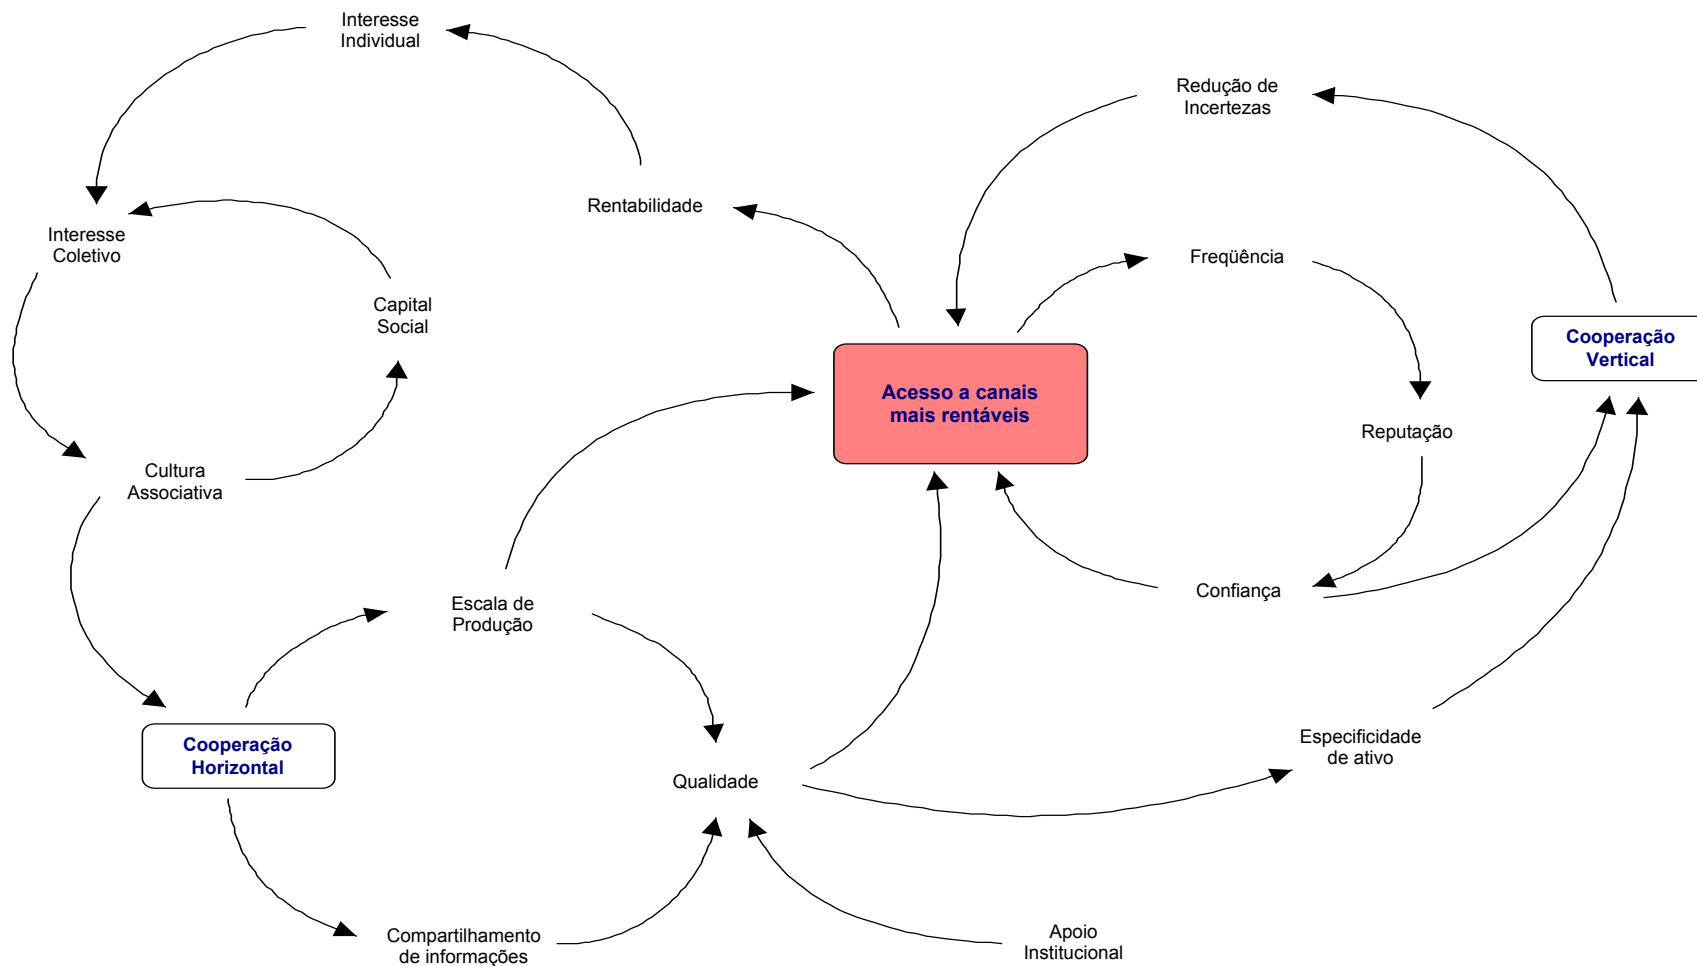 Interesse
Individual
Redução de
Incertezas
Rentabilidade
Interesse
Coletivo
Freqüência
Capital
Social
Cooperação
Vertical
Acesso a canais
mais rentáveis
Reputação
Cultura
Associativa
Confiança
Escala de
Produção
Cooperação
Horizontal
Qualidade
Especificidade
de ativo
Compartilhamento
de informações
Apoio
Institucional